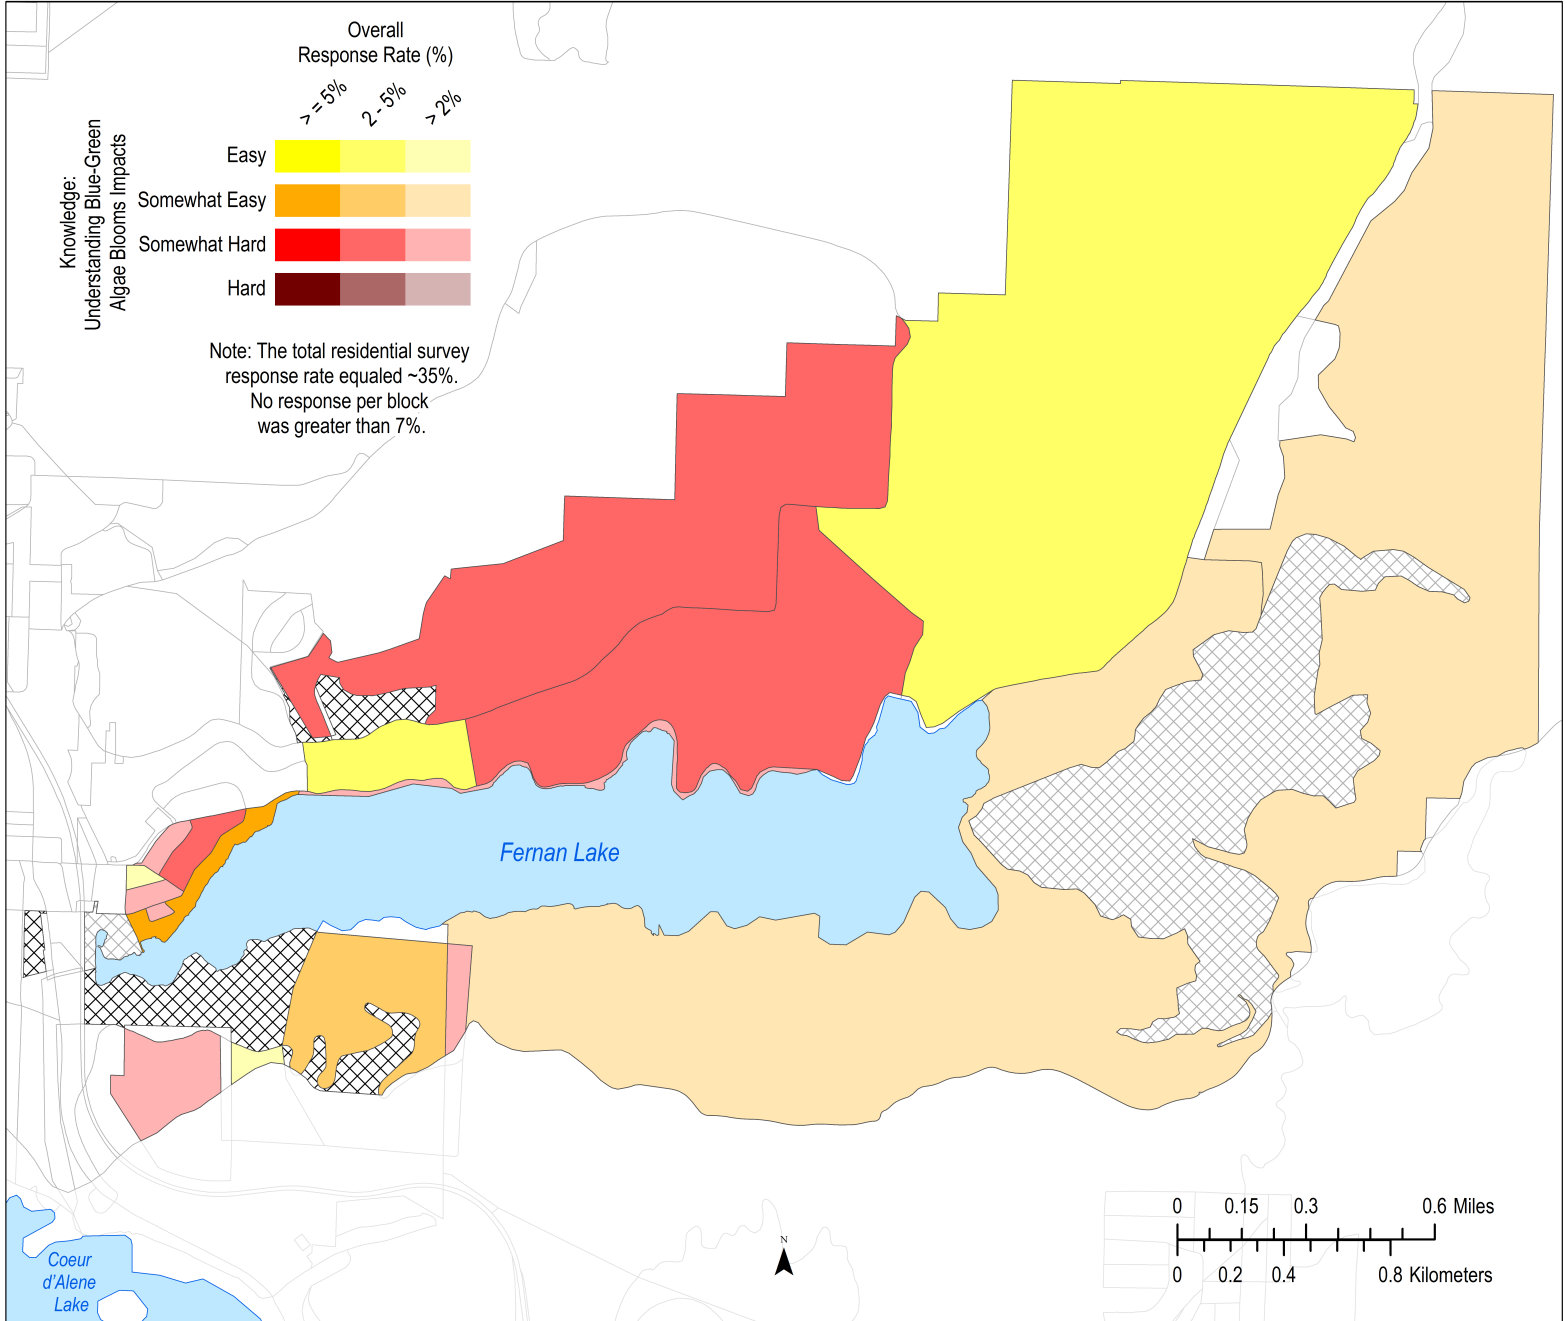 Overall
Response Rate (%)
> = 5%
2 - 5%
> 2%
Knowledge:
Understanding Blue-Green
Algae Blooms Impacts
Easy
Somewhat Easy
Somewhat Hard
Hard
Note: The total residential survey
response rate equaled ~35%.
No response per block
was greater than 7%.
Fernan Lake
Coeur
d'Alene
Lake
N
0 0.15 0.3 0.6 Miles
0 0.2 0.4 0.8 Kilometers